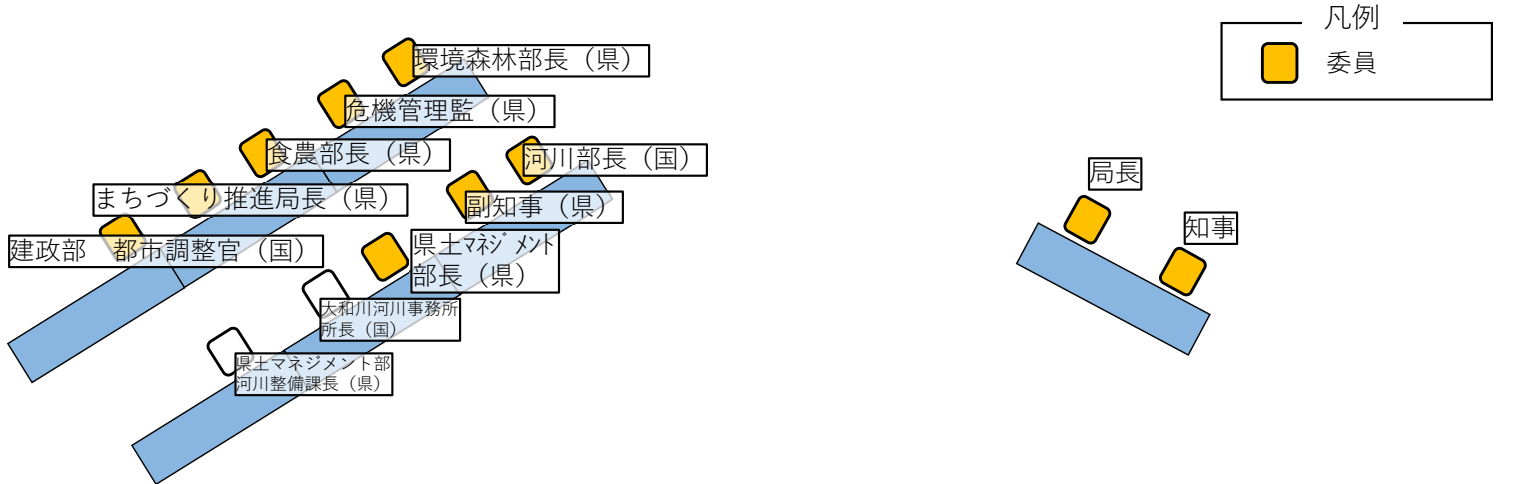 凡例
委員
環境森林部長（県）
危機管理監（県）
食農部長（県）
まちづくり推進局長（県）
建政部　都市調整官（国）
河川部長（国）
副知事（県）
県土ﾏﾈｼﾞﾒﾝﾄ
部長（県）
大和川河川事務所
所長（国）
県土マネジメント部
河川整備課長（県）
局長
知事